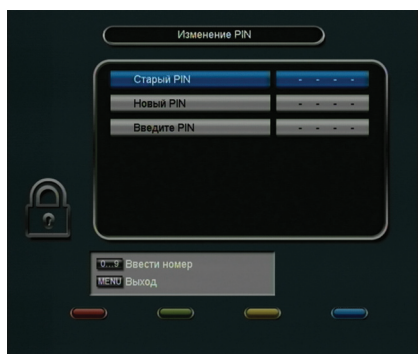 Изменение PIN
Старый PIN - - - -
Новый PIN - - - -
Введите PIN - - - -
?
0...9 Ввести номер
MENU Выход